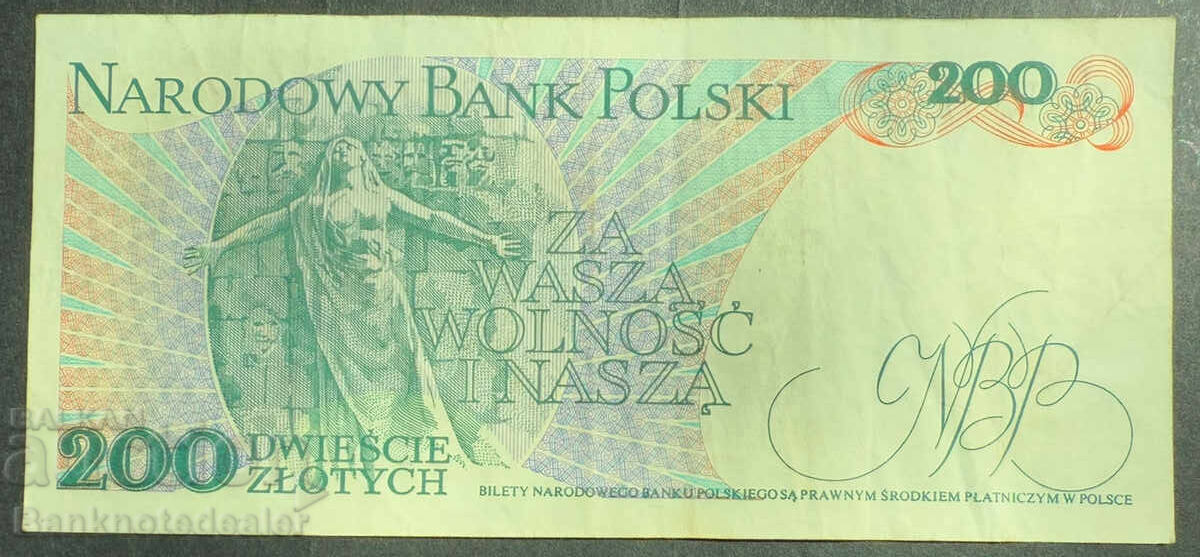 NARODOWY BANK POLSKI
200
ZA
WASZĄ
WOLNOŚĆ
I NASZĄ
NBP
200 DWIEŚCIE
ZŁOTYCH
BILETY NARODOWEGO BANKU POLSKIEGO SĄ PRAWNYM ŚRODKIEM PŁATNICZYM W POLSCE
BALKAN
Banknotedealer